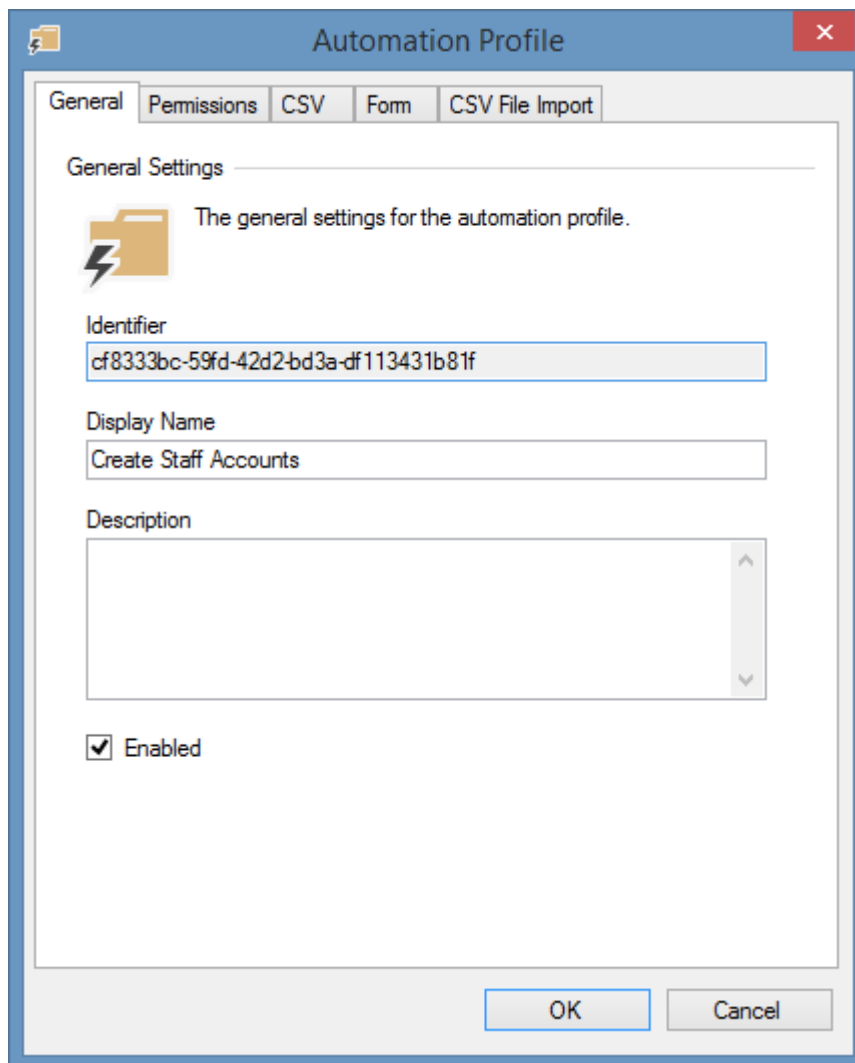 Automation Profile
General Permissions CSV Form CSV File Import
General Settings
The general settings for the automation profile.
Identifier
cf8333bc-59fd-42d2-bd3a-df113431b81f
Display Name
Create Staff Accounts
Description
Enabled
OK Cancel